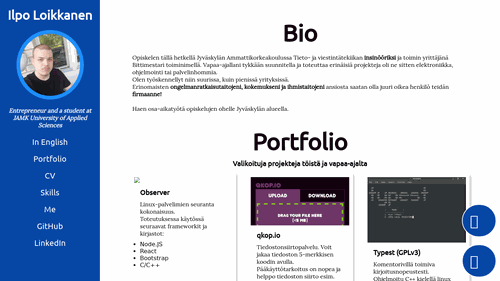 Ilpo Loikkanen
Entrepreneur and a student at
JAMK University of Applied
Sciences
In English
Portfolio
CV
Skills
Me
GitHub
LinkedIn
Bio
Opiskelen tällä hetkellä Jyväskylän Ammattikorkeakoulussa Tieto- ja viestintätekniikan insinööriksi ja toimin yrittäjänä
Bittimestari toiminimellä. Vapaa-ajallani tykkään suunnitella ja toteuttaa erinäisiä projekteja oli ne sitten elektroniikka,
ohjelmointi tai palvelinhommia.
Olen työskennellyt niin suurissa, kuin pienissä yrityksissä.
Erinomaisten ongelmanratkaisutaitojeni, kokemukseni ja ihmistaitojeni ansiosta saatan olla juuri oikea henkilö teidän
firmaanne!
Haen osa-aikatyötä opiskelujen ohelle Jyväskylän alueella.
Portfolio
Valikoituja projekteja töistä ja vapaa-ajalta
Observer
Linux-palvelimien seuranta
kokonaisuus.
Toteutuksessa käytössä
seuraavat frameworkit ja
kirjastot:
Node.JS
React
Bootstrap
C/C++
QKOP.IO
UPLOAD
DOWNLOAD
DRAG YOUR FILE HERE
(~5 MB)
qkop.io
Tiedostonsiirtopalvelu. Voit
jakaa tiedoston 5-merkkisen
koodin avulla.
Pääkäyttötarkoitus on nopea ja
helppo tiedoston siirto esim.
Typest (GPLv3)
Komentorivillä toimiva
kirjoitusnopeustesti.
Ohjelmoitu C++ kielellä linux